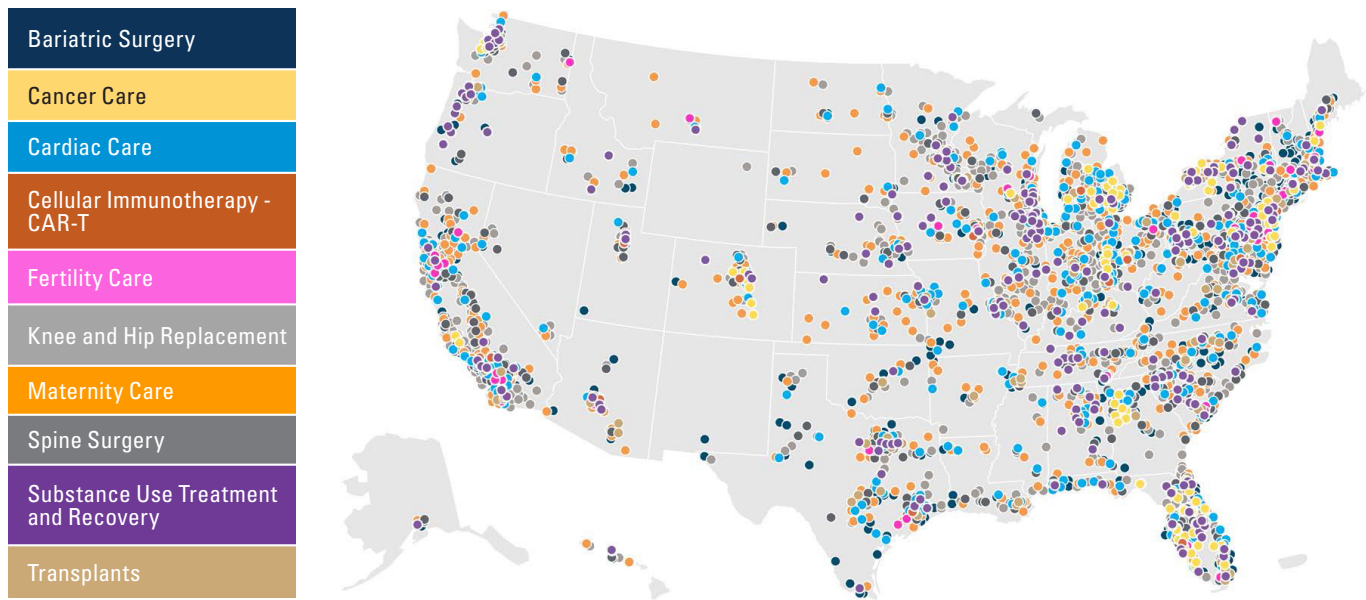 Bariatric Surgery
Cancer Care
Cardiac Care
Cellular Immunotherapy -
CAR-T
Fertility Care
Knee and Hip Replacement
Maternity Care
Spine Surgery
Substance Use Treatment
and Recovery
Transplants